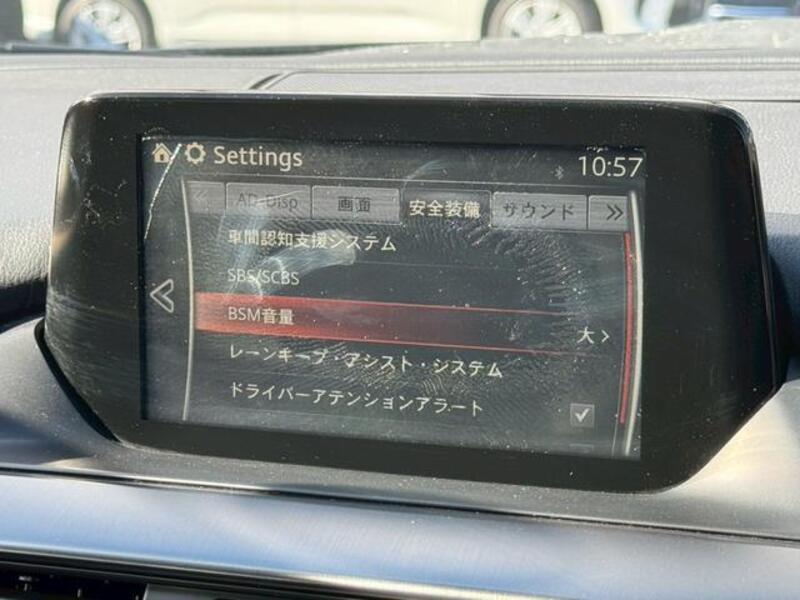 Settings
10:57
AD-Disp 画面 安全装備 サウンド
車間認知支援システム
SBS/SCBS
BSM音量 大
レーンキープ・アシスト・システム
ドライバーアテンションアラート